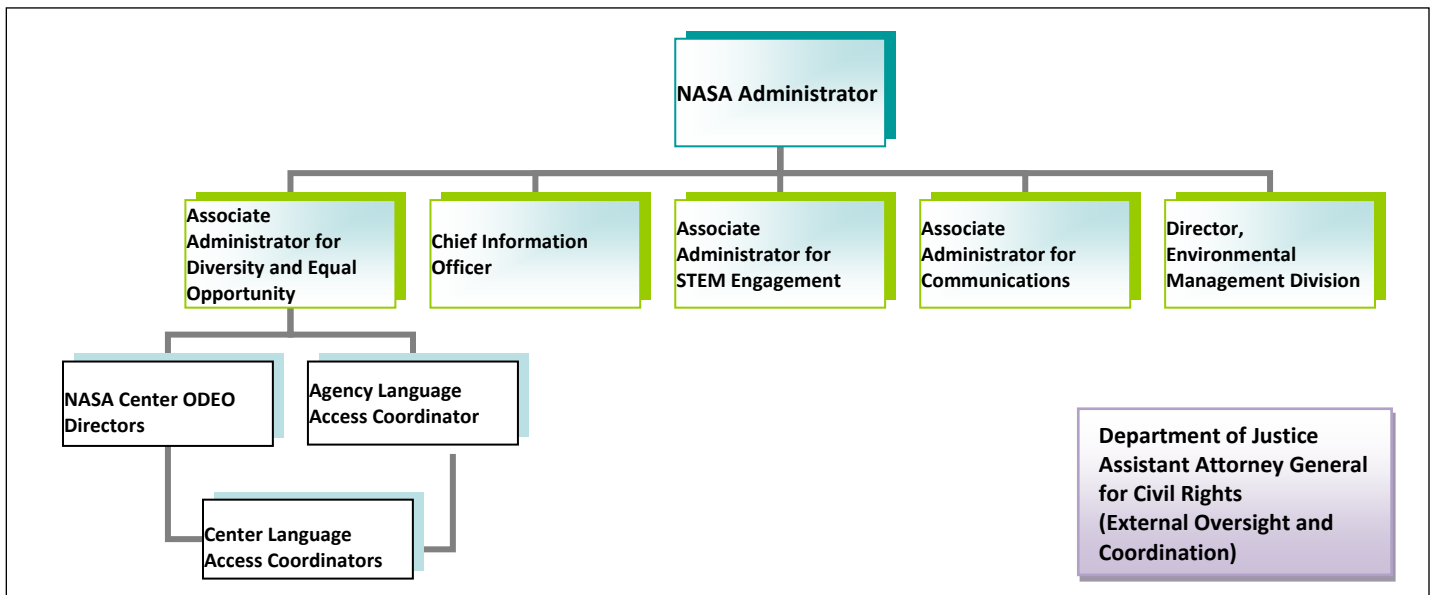 NASA Administrator
Associate
Administrator for
Diversity and Equal
Opportunity
Chief Information
Officer
Associate
Administrator for
STEM Engagement
Associate
Administrator for
Communications
Director,
Environmental
Management Division
NASA Center ODEO
Directors
Agency Language
Access Coordinator
Center Language
Access Coordinators
Department of Justice
Assistant Attorney General
for Civil Rights
(External Oversight and
Coordination)